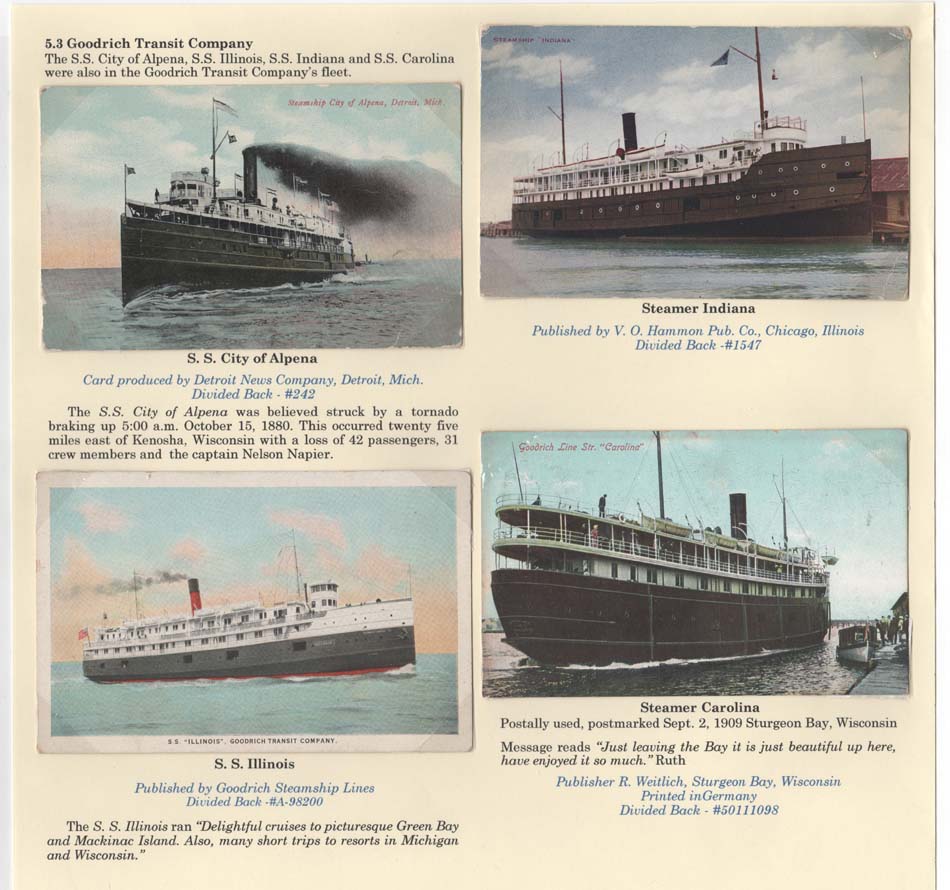 5.3 Goodrich Transit Company
The S.S. City of Alpena, S.S. Illinois, S.S. Indiana and S.S. Carolina
were also in the Goodrich Transit Company's fleet.
Steamship City of Alpena, Detroit, Mich.
S. S. City of Alpena
Card produced by Detroit News Company, Detroit, Mich.
Divided Back - #242
The S.S. City of Alpena was believed struck by a tornado
braking up 5:00 a.m. October 15, 1880. This occurred twenty five
miles east of Kenosha, Wisconsin with a loss of 42 passengers, 31
crew members and the captain Nelson Napier.
S.S. "ILLINOIS", GOODRICH TRANSIT COMPANY.
S. S. Illinois
Published by Goodrich Steamship Lines
Divided Back -#A-98200
The S. S. Illinois ran "Delightful cruises to picturesque Green Bay
and Mackinac Island. Also, many short trips to resorts in Michigan
and Wisconsin."
STEAMSHIP "INDIANA"
Steamer Indiana
Published by V. O. Hammon Pub. Co., Chicago, Illinois
Divided Back -#1547
Goodrich Line Str. "Carolina"
Steamer Carolina
Postally used, postmarked Sept. 2, 1909 Sturgeon Bay, Wisconsin
Message reads "Just leaving the Bay it is just beautiful up here,
have enjoyed it so much." Ruth
Publisher R. Weitlich, Sturgeon Bay, Wisconsin
Printed inGermany
Divided Back - #50111098